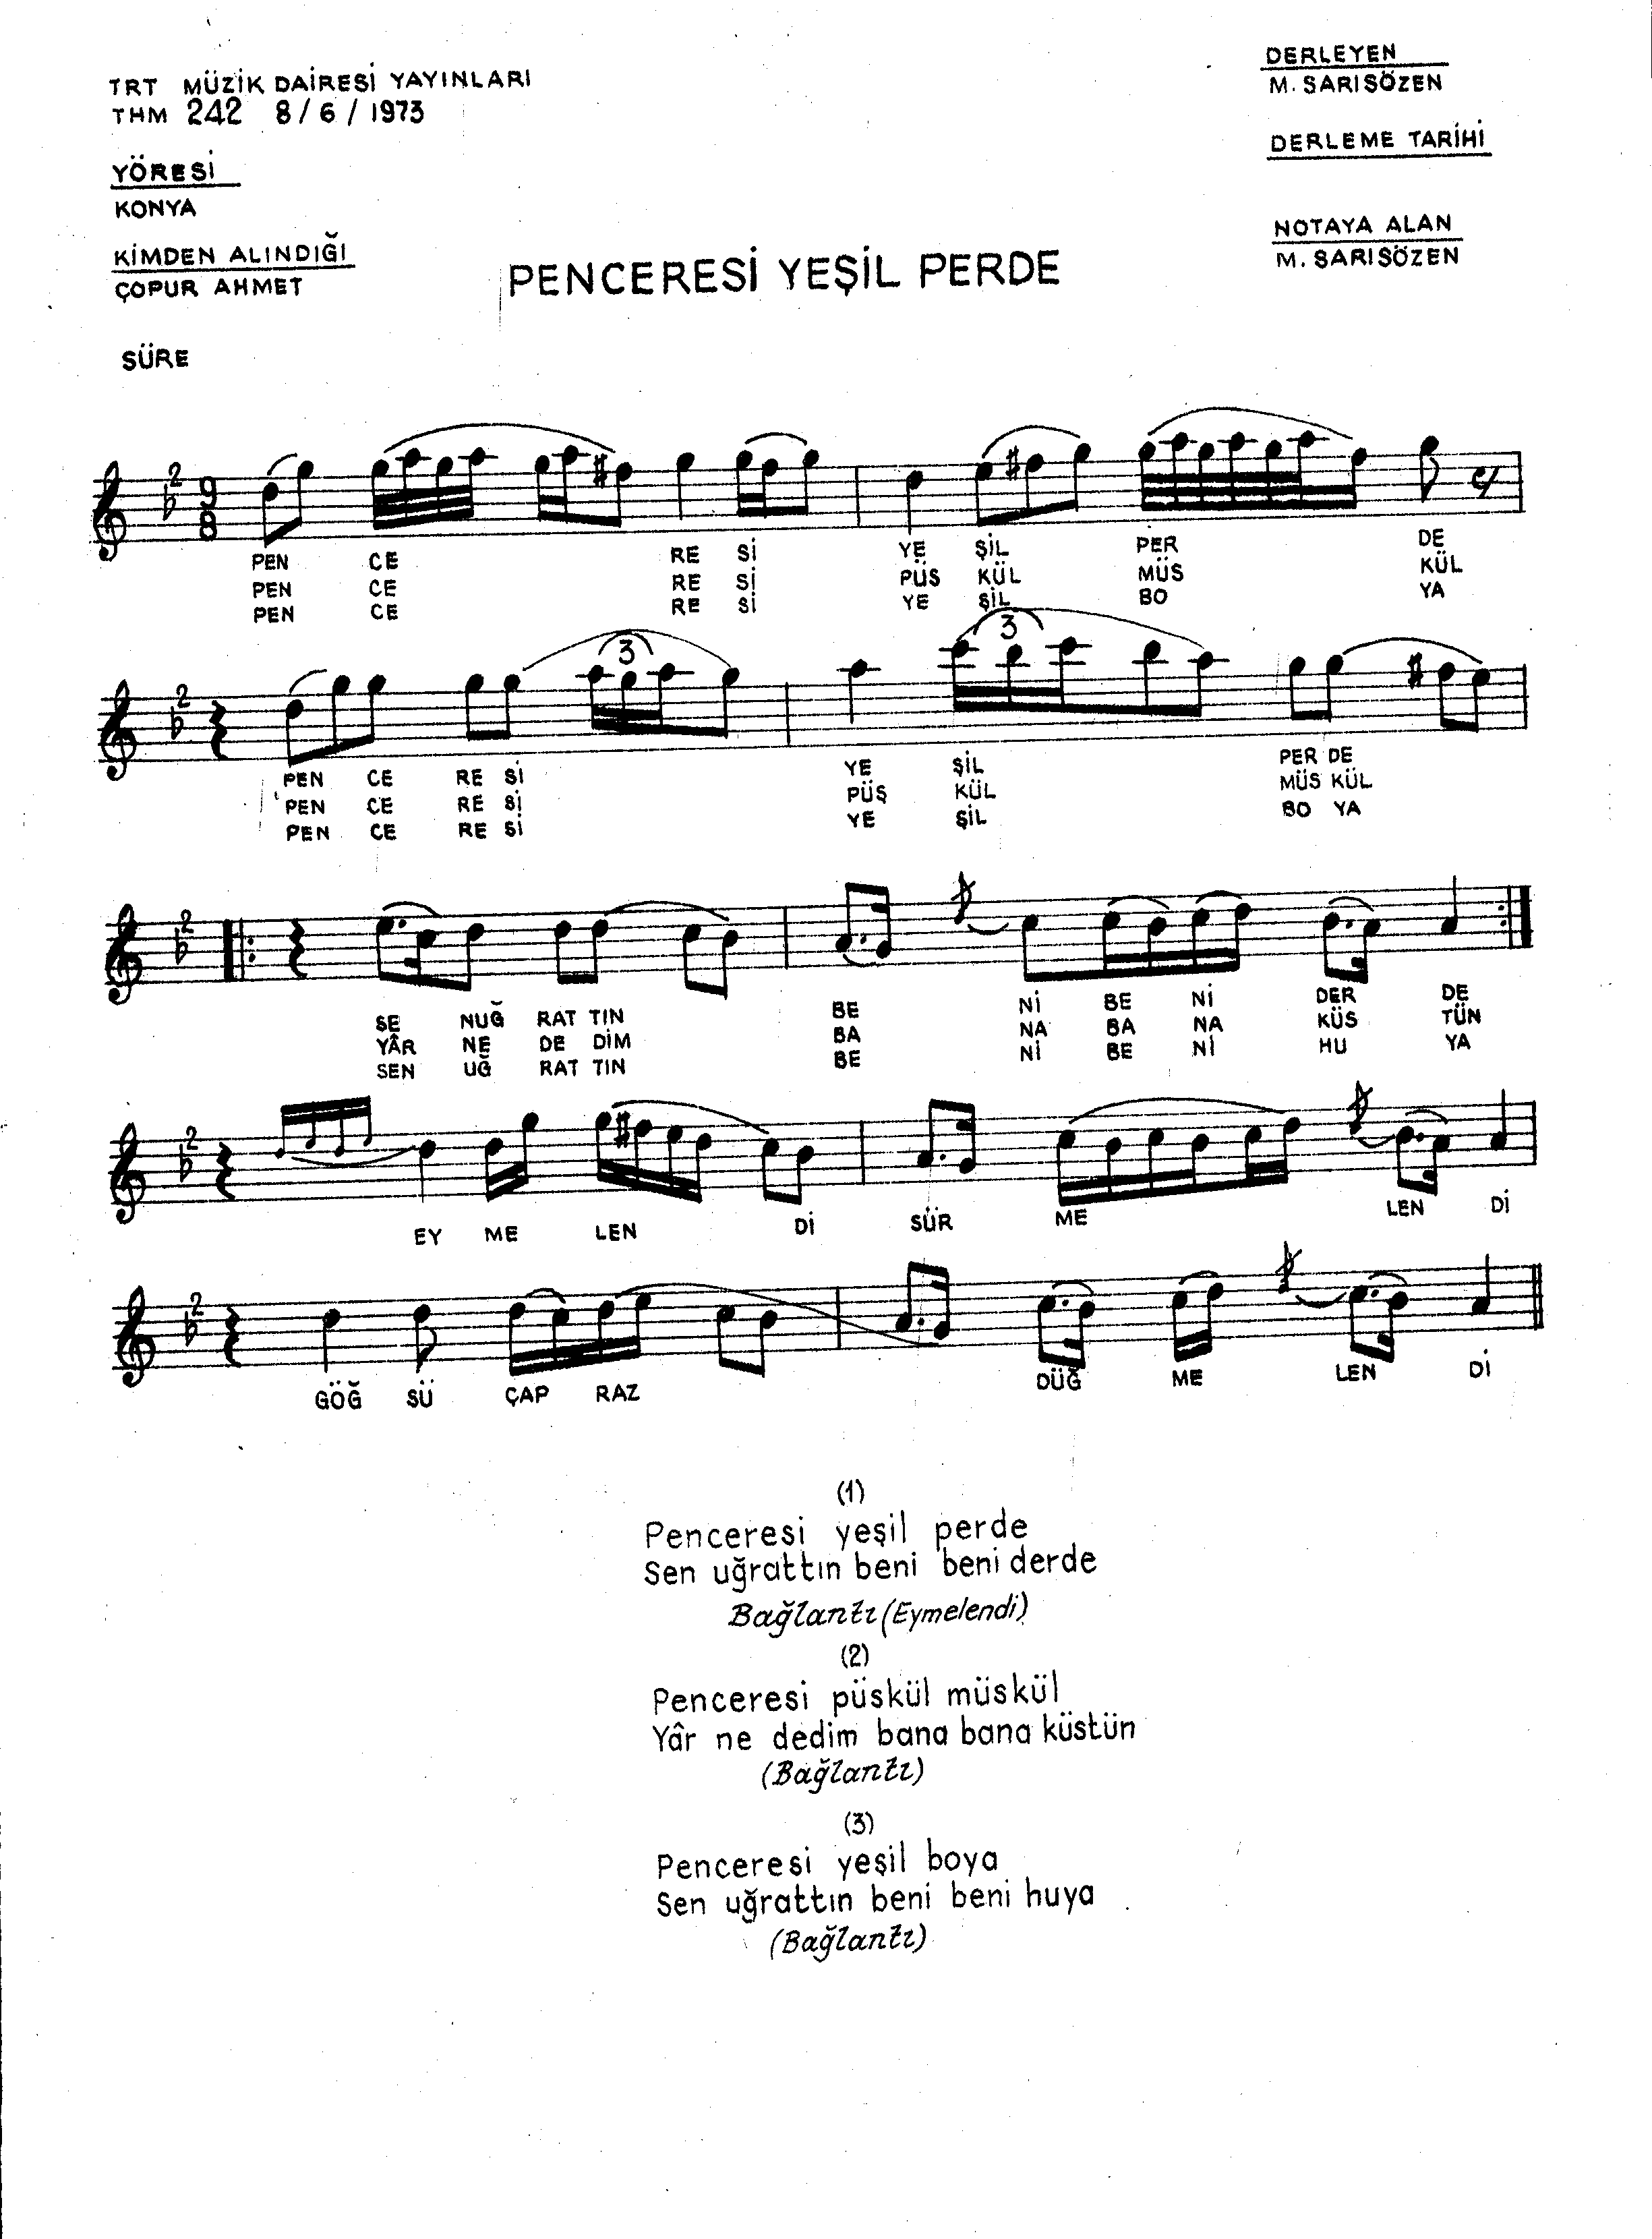 TRT MÜZİK DAİRESİ YAYINLARI
THM 242 8/6/1973
YÖRESİ
KONYA
KİMDEN ALINDIĞI
ÇOPUR AHMET
SÜRE
PENCERESİ YEŞİL PERDE
DERLEYEN
M. SARISÖZEN
DERLEME TARİHİ
NOTAYA ALAN
M. SARISÖZEN
2 9 8
PEN CE RE Sİ YE ŞİL PER DE
PEN CE RE Sİ PÜS KÜL MÜS KÜL
PEN CE RE Sİ YE ŞİL BO YA
2 3 3
PEN CE RE Sİ YE ŞİL PER DE
PEN CE RE Sİ PÜŞ KÜL MÜS KÜL
PEN CE RE Sİ YE ŞİL BO YA
2
SE NUĞ RAT TIN BE Nİ BE Nİ DER DE
YÂR NE DE DİM BA NA BA NA KÜS TÜN
SEN UĞ RAT TIN BE Nİ BE Nİ HU YA
2
EY ME LEN Dİ SÜR ME LEN Dİ
2
GÖĞ SÜ ÇAP RAZ DÜĞ ME LEN Dİ
(1)
Penceresi yeşil perde
Sen uğrattın beni beni derde
Bağlantı (Eymelendi)
(2)
Penceresi püskül müskül
Yâr ne dedim bana bana küstün
(Bağlantı)
(3)
Penceresi yeşil boya
Sen uğrattın beni beni huya
(Bağlantı)